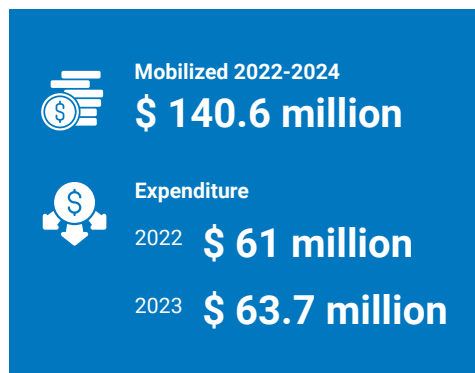 Mobilized 2022-2024
$ 140.6 million
Expenditure
2022 $ 61 million
2023 $ 63.7 million